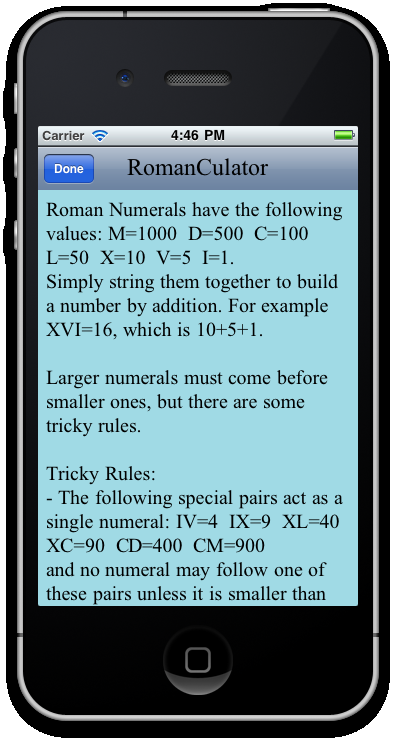 Carrier 4:46 PM
Done RomanCulator
Roman Numerals have the following
values: M=1000 D=500 C=100
L=50 X=10 V=5 I=1.
Simply string them together to build
a number by addition. For example
XVI=16, which is 10+5+1.
Larger numerals must come before
smaller ones, but there are some
tricky rules.
Tricky Rules:
- The following special pairs act as a
single numeral: IV=4 IX=9 XL=40
XC=90 CD=400 CM=900
and no numeral may follow one of
these pairs unless it is smaller than